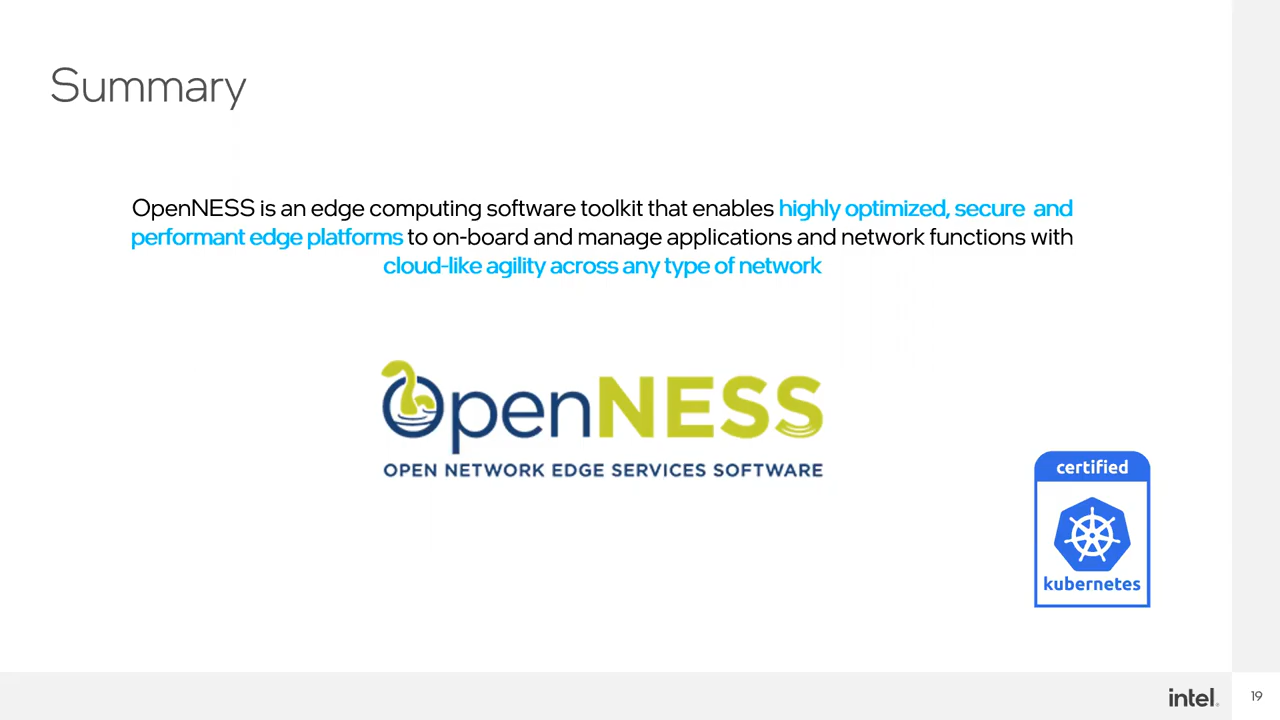 Summary
OpenNESS is an edge computing software toolkit that enables highly optimized, secure and
performant edge platforms to on-board and manage applications and network functions with
cloud-like agility across any type of network
OpenNESS
OPEN NETWORK EDGE SERVICES SOFTWARE
certified
kubernetes
intel.
19